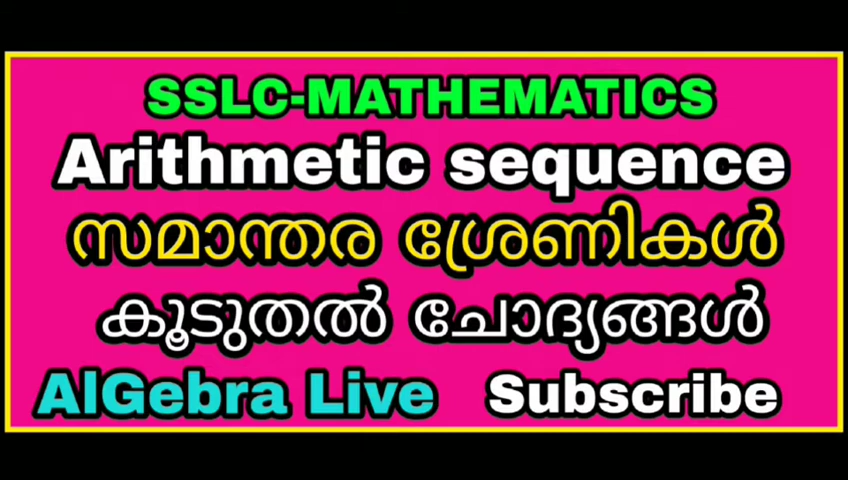 SSLC-MATHEMATICS
Arithmetic sequence
സമാന്തര ശ്രേണികൾ
കൂടുതൽ ചോദ്യങ്ങൾ
AlGebra Live Subscribe